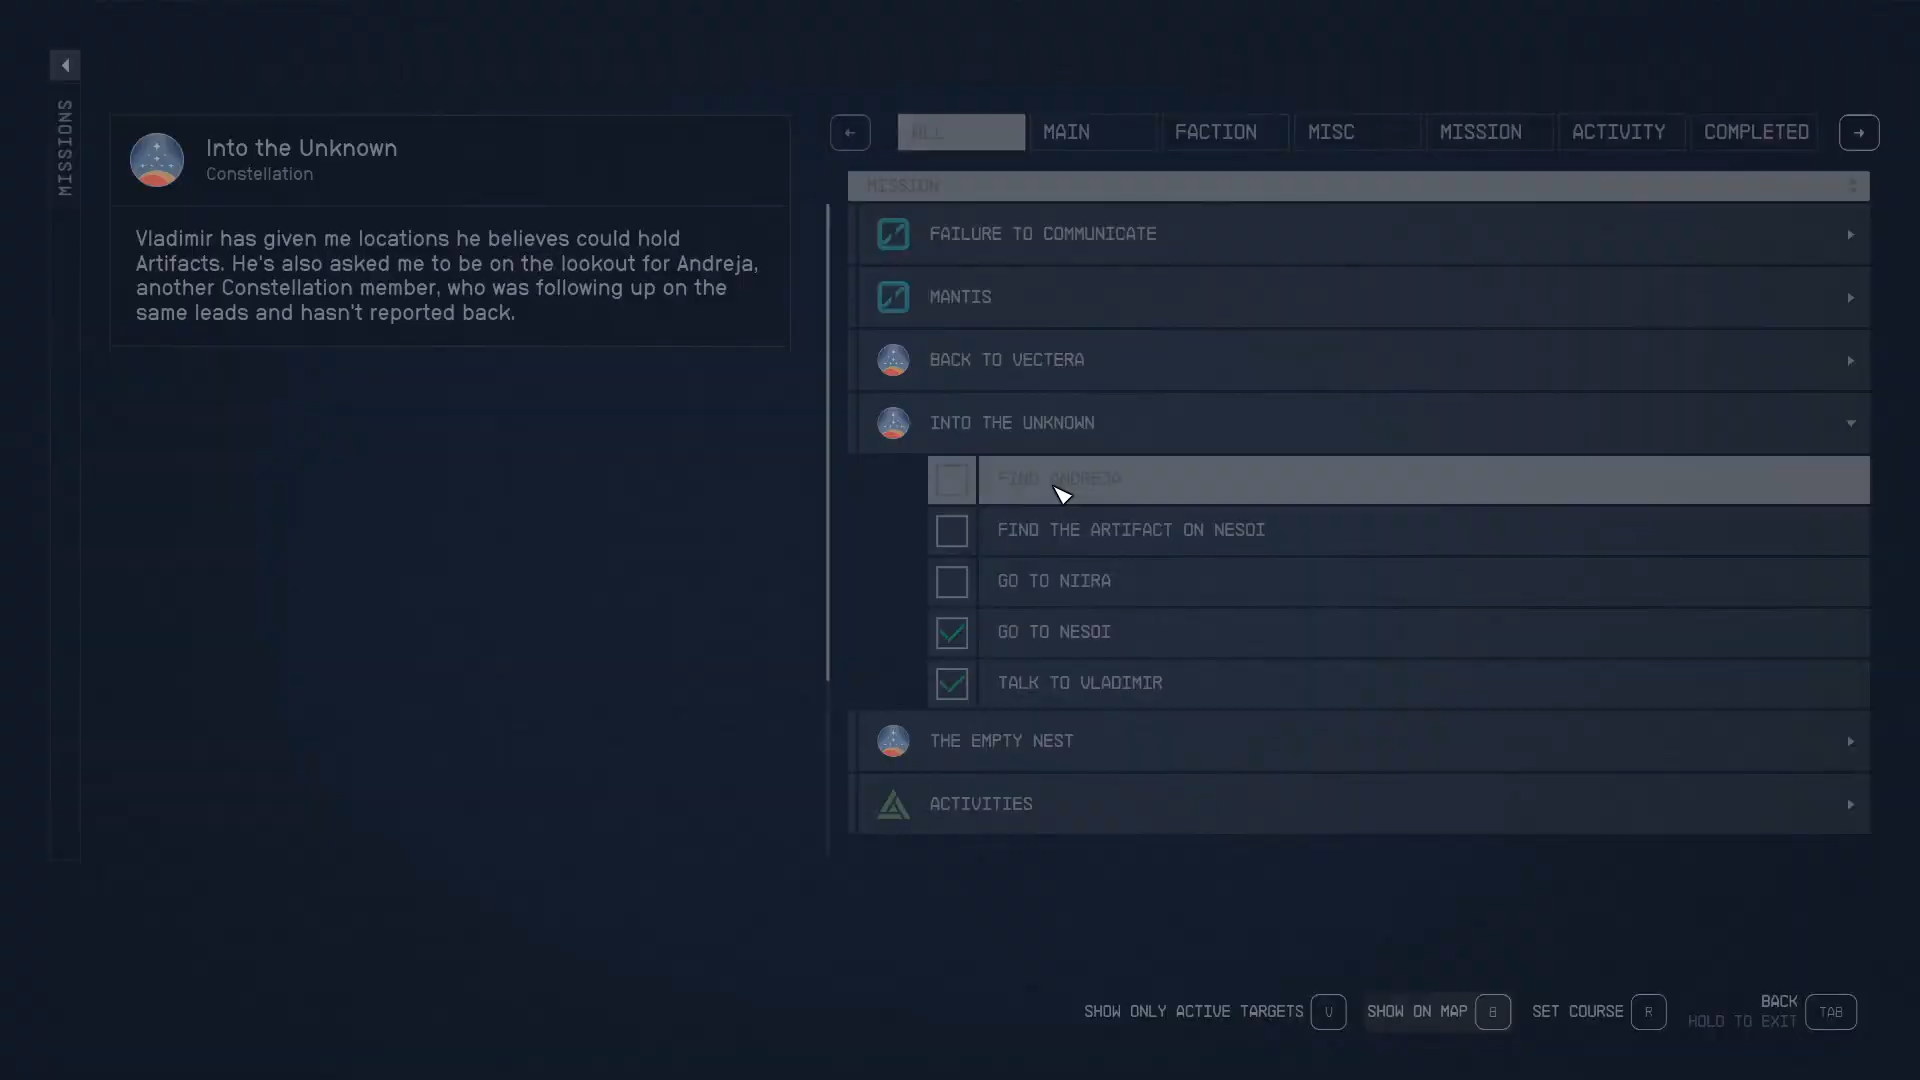 MISSIONS
Into the Unknown
Constellation
Vladimir has given me locations he believes could hold
Artifacts. He's also asked me to be on the lookout for Andreja,
another Constellation member, who was following up on the
same leads and hasn't reported back.
ALL
MAIN
FACTION
MISC
MISSION
ACTIVITY
COMPLETED
MISSION
FAILURE TO COMMUNICATE
MANTIS
BACK TO VECTERA
INTO THE UNKNOWN
FIND ANDREJA
FIND THE ARTIFACT ON NESOI
GO TO NIIRA
GO TO NESOI
TALK TO VLADIMIR
THE EMPTY NEST
ACTIVITIES
SHOW ONLY ACTIVE TARGETS V
SHOW ON MAP B
SET COURSE R
BACK
HOLD TO EXIT
TAB